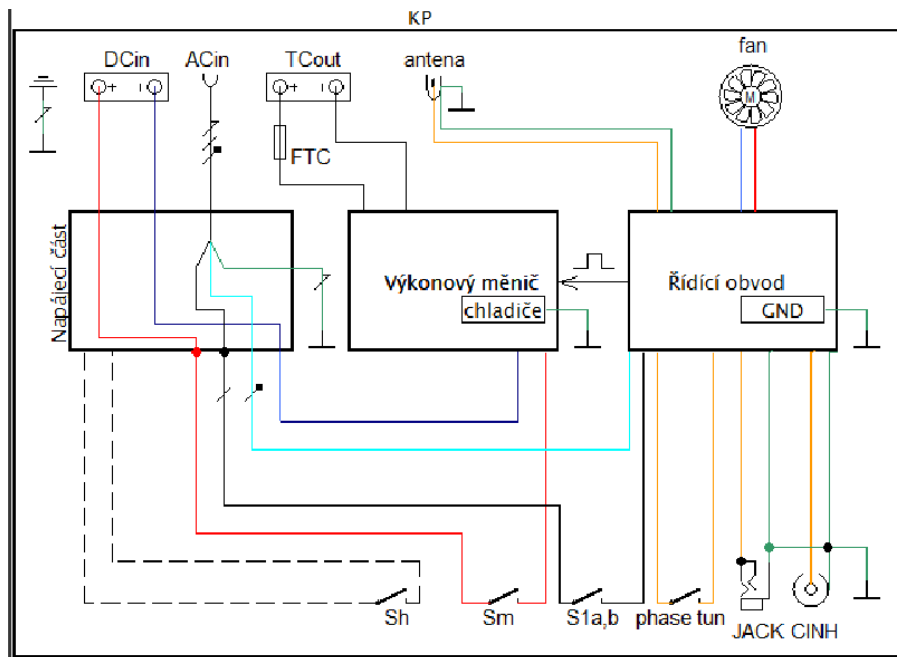 KP
DCin
ACin
TCout
antena
fan
+
+
M
FTC
Napájecí část
Výkonový měnič
chladiče
Řídící obvod
GND
Sh
Sm
S1a,b
phase tun
JACK
CINH